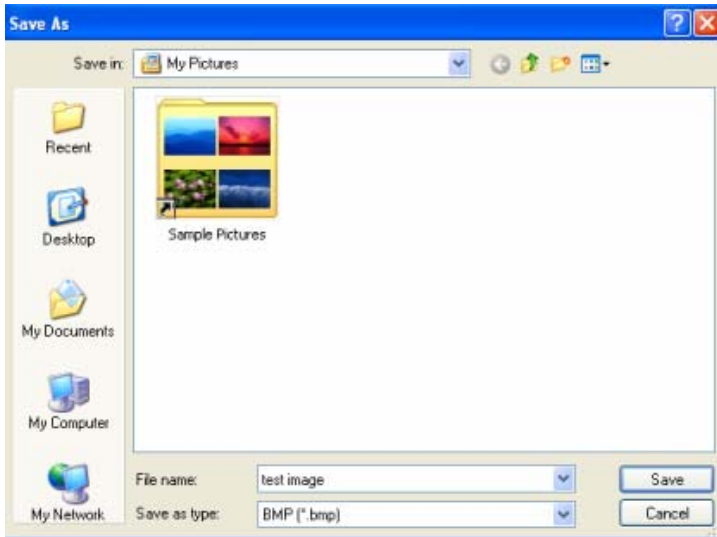 Save As
Save in: My Pictures
Recent
Desktop
My Documents
My Computer
My Network
Sample Pictures
File name: test image Save
Save as type: BMP (*.bmp) Cancel